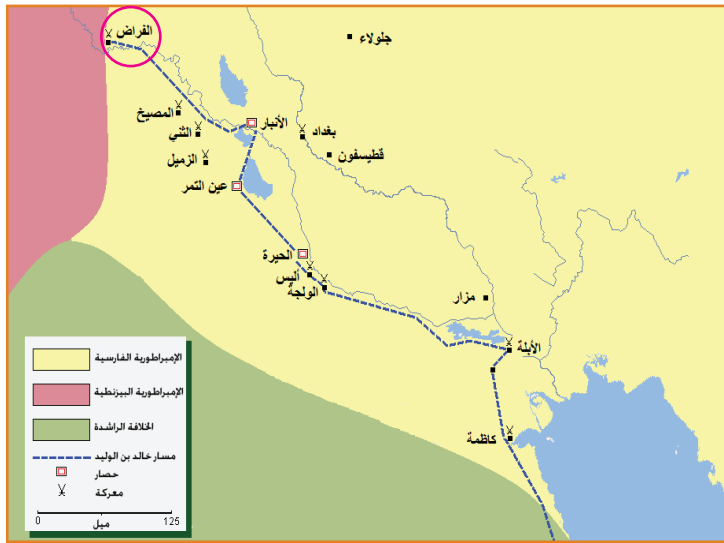 الفراض
جلولاء
المصيخ
الأنبار
الثني
بغداد
الزميل
قطيسفون
عين التمر
الحيرة
أليس
الولجة
مزار
الأبلة
كاظمة
الإمبراطورية الفارسية
الإمبراطورية البيزنطية
الخلافة الراشدة
مسار خالد بن الوليد
حصار
معركة
0 ميل 125